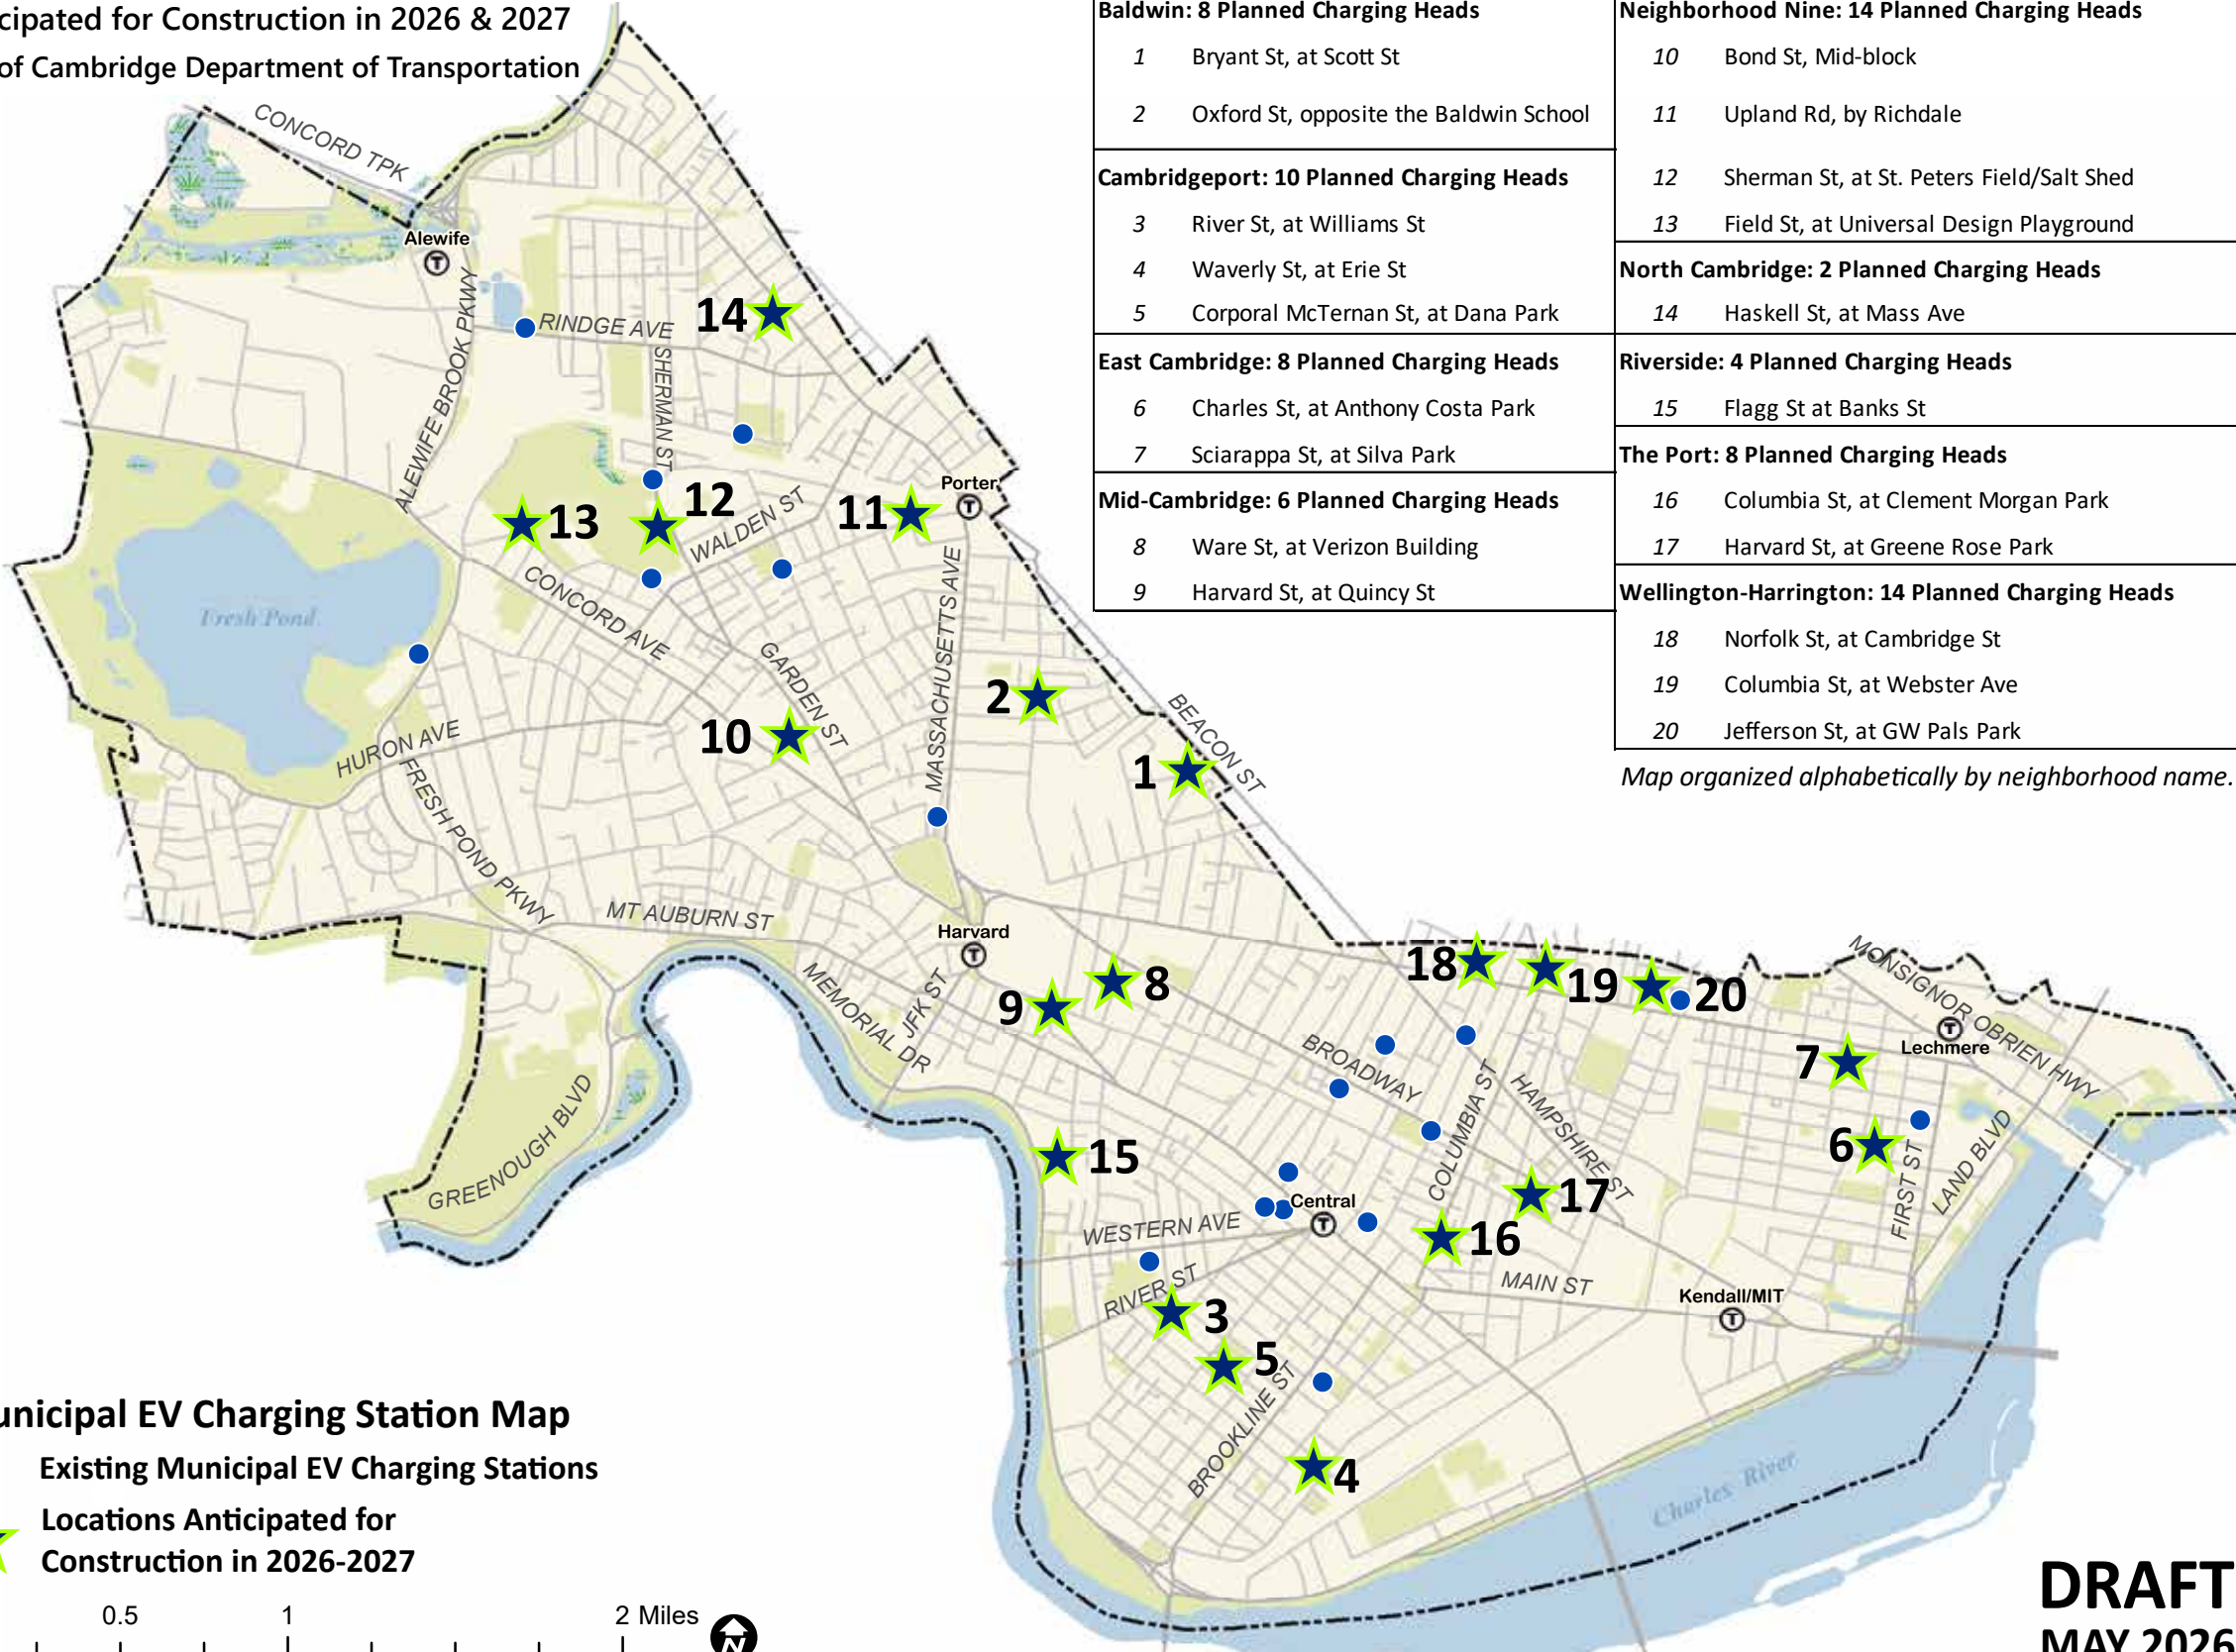 cipated for Construction in 2026 & 2027
of Cambridge Department of Transportation
Baldwin: 8 Planned Charging Heads
1 Bryant St, at Scott St
2 Oxford St, opposite the Baldwin School
Cambridgeport: 10 Planned Charging Heads
3 River St, at Williams St
4 Waverly St, at Erie St
5 Corporal McTernan St, at Dana Park
East Cambridge: 8 Planned Charging Heads
6 Charles St, at Anthony Costa Park
7 Sciarappa St, at Silva Park
Mid-Cambridge: 6 Planned Charging Heads
8 Ware St, at Verizon Building
9 Harvard St, at Quincy St
Neighborhood Nine: 14 Planned Charging Heads
10 Bond St, Mid-block
11 Upland Rd, by Richdale
12 Sherman St, at St. Peters Field/Salt Shed
13 Field St, at Universal Design Playground
North Cambridge: 2 Planned Charging Heads
14 Haskell St, at Mass Ave
Riverside: 4 Planned Charging Heads
15 Flagg St at Banks St
The Port: 8 Planned Charging Heads
16 Columbia St, at Clement Morgan Park
17 Harvard St, at Greene Rose Park
Wellington-Harrington: 14 Planned Charging Heads
18 Norfolk St, at Cambridge St
19 Columbia St, at Webster Ave
20 Jefferson St, at GW Pals Park
Map organized alphabetically by neighborhood name.
CONCORD TPK
Alewife
T
ALEWIFE BROOK PKWY
RINDGE AVE
14
SHERMAN ST
13
12
WALDEN ST
11
Porter
T
CONCORD AVE
Fresh Pond
GARDEN ST
MASSACHUSETTS AVE
2
10
1
BEACON ST
HURON AVE
FRESH POND PKWY
MT AUBURN ST
Harvard
T
MEMORIAL DR
JFK ST
9
8
18
19
20
MONSIGNOR OBRIEN HWY
T
Lechmere
7
BROADWAY
COLUMBIA ST
HAMPSHIRE ST
6
FIRST ST
LAND BLVD
GREENOUGH BLVD
15
17
Central
T
16
WESTERN AVE
RIVER ST
MAIN ST
Kendall/MIT
T
3
5
BROOKLINE ST
4
Charles River
unicipal EV Charging Station Map
Existing Municipal EV Charging Stations
Locations Anticipated for
Construction in 2026-2027
0.5 1 2 Miles
N
DRAFT
MAY 2026